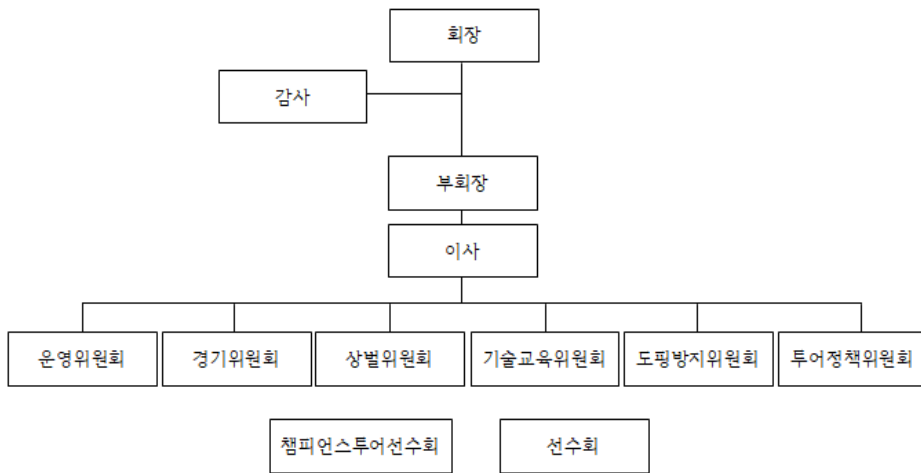 회장
감사
부회장
이사
운영위원회
경기위원회
상벌위원회
기술교육위원회
도핑방지위원회
투어정책위원회
챔피언스투어선수회
선수회